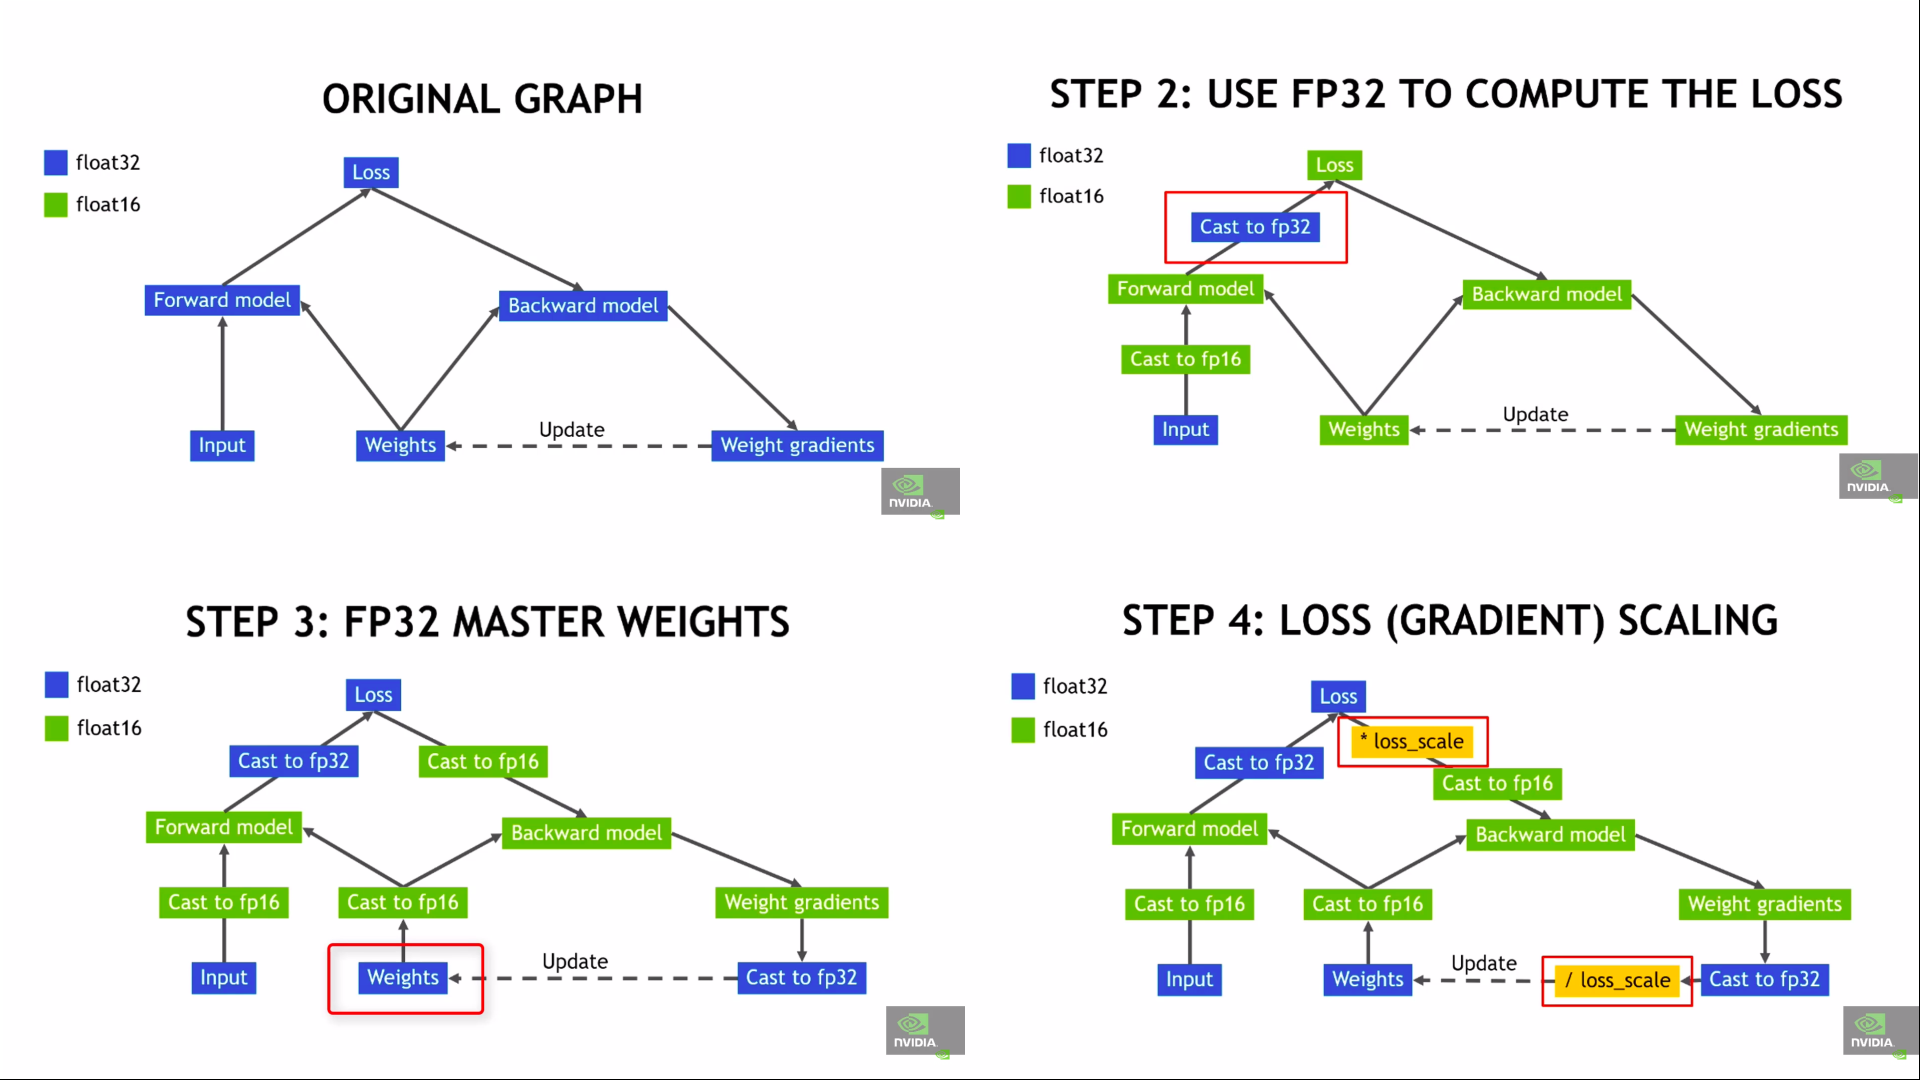 ORIGINAL GRAPH
float32
float16
Loss
Forward model
Backward model
Input
Weights
Update
Weight gradients
NVIDIA.
STEP 2: USE FP32 TO COMPUTE THE LOSS
float32
float16
Loss
Cast to fp32
Forward model
Backward model
Cast to fp16
Input
Weights
Update
Weight gradients
NVIDIA.
STEP 3: FP32 MASTER WEIGHTS
float32
float16
Loss
Cast to fp32
Cast to fp16
Forward model
Backward model
Cast to fp16
Cast to fp16
Weight gradients
Input
Weights
Update
Cast to fp32
NVIDIA.
STEP 4: LOSS (GRADIENT) SCALING
float32
float16
Loss
* loss_scale
Cast to fp32
Cast to fp16
Forward model
Backward model
Cast to fp16
Cast to fp16
Weight gradients
Input
Weights
Update
/ loss_scale
Cast to fp32
NVIDIA.